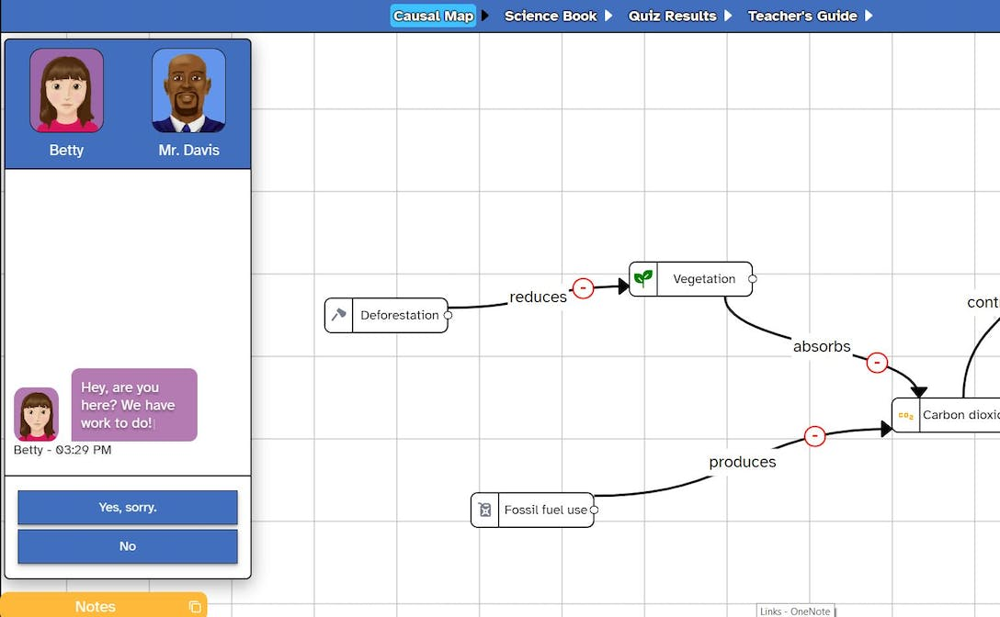 Causal Map
Science Book
Quiz Results
Teacher's Guide
Betty
Mr. Davis
Hey, are you
here? We have
work to do!
Betty - 03:29 PM
Yes, sorry.
No
Notes
Deforestation
reduces
-
Vegetation
absorbs
-
cont
CO2
Carbon dioxi
produces
-
Fossil fuel use
Links - OneNote